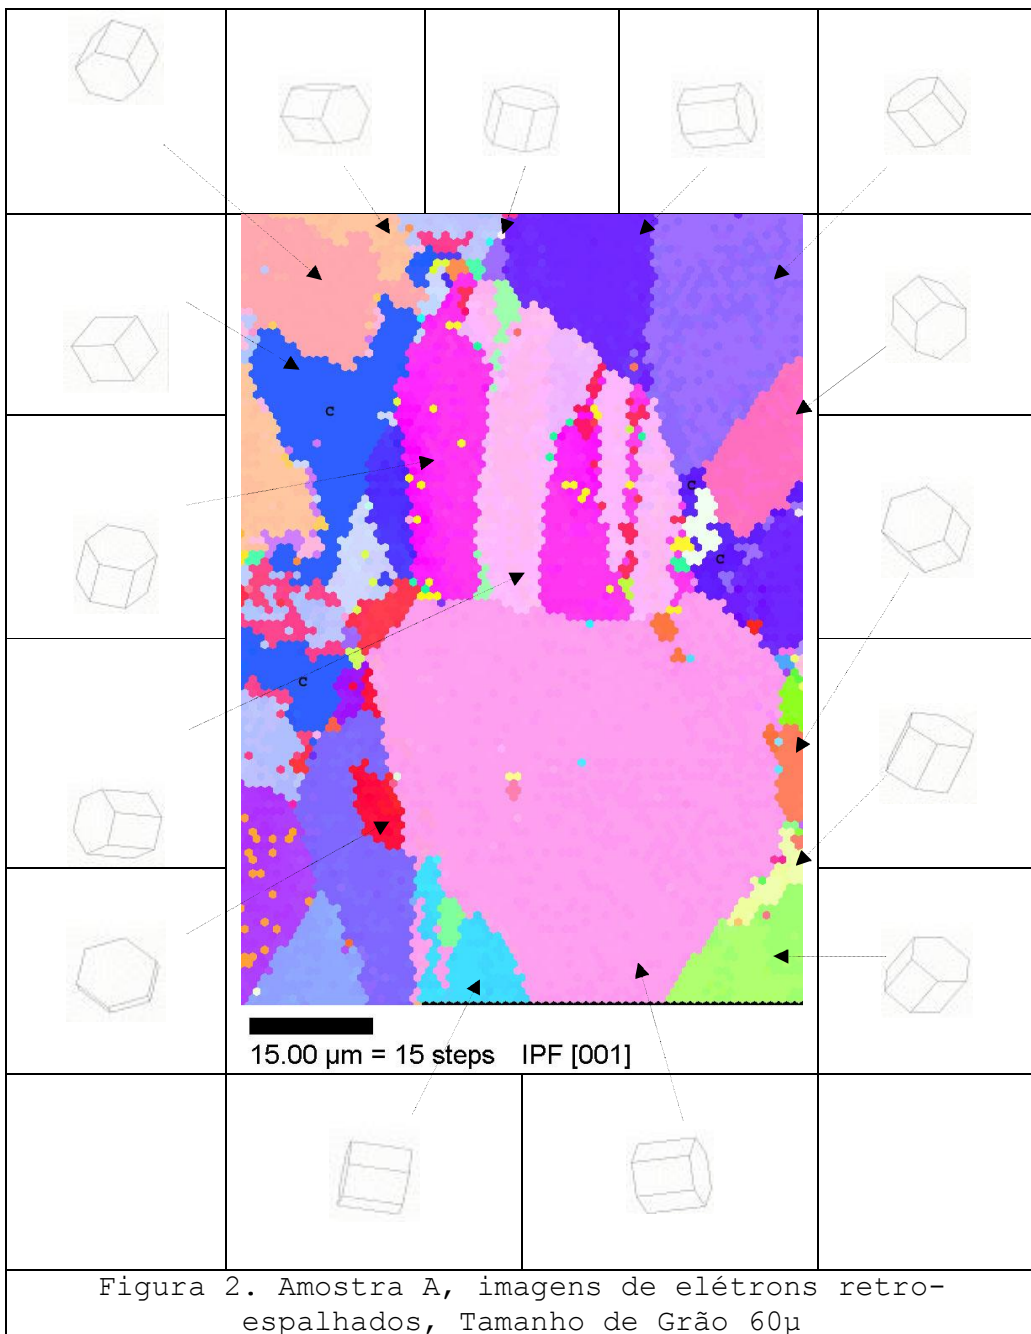 c
c
c
c
15.00 µm = 15 steps IPF [001]
Figura 2. Amostra A, imagens de elétrons retro-
espalhados, Tamanho de Grão 60µ